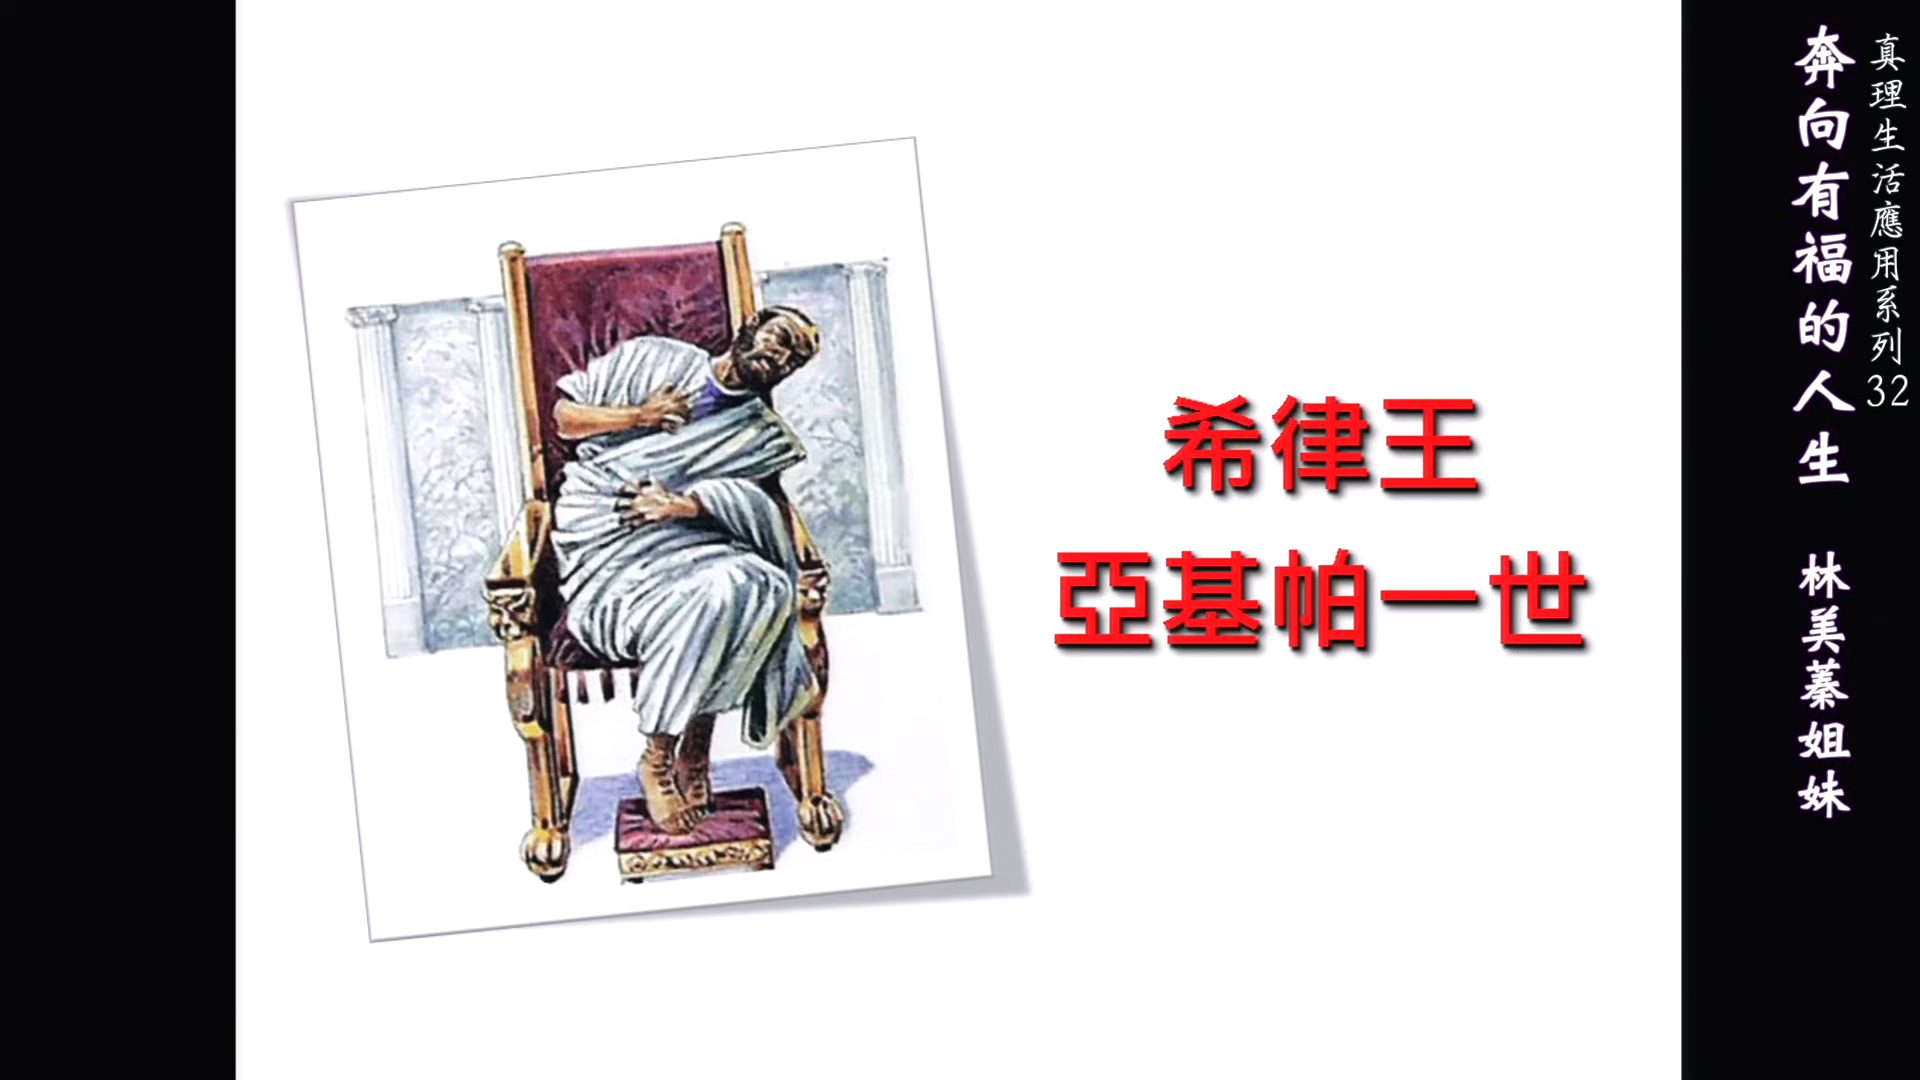 希律王
亞基帕一世
真理生活應用系列32
奔向有福的人生 林美蓁姐妹